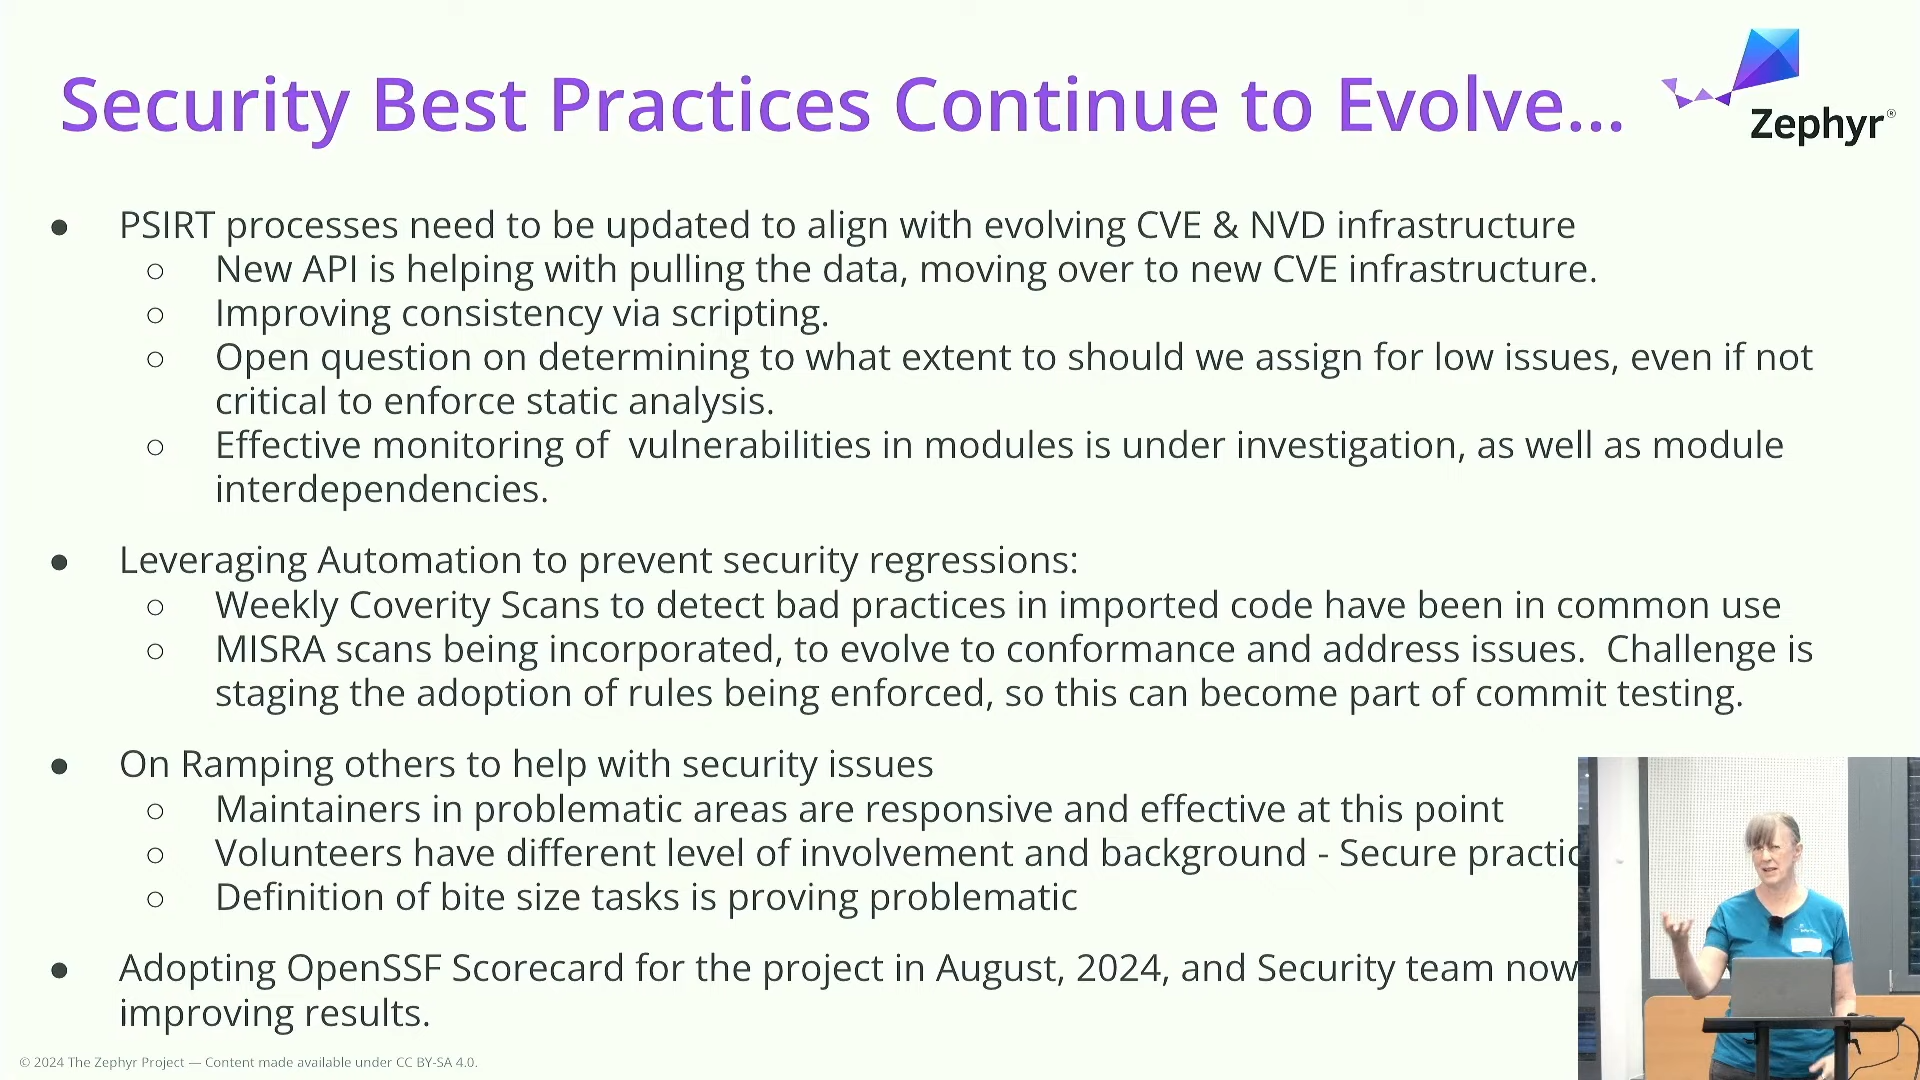 Security Best Practices Continue to Evolve...
Zephyr®
● PSIRT processes need to be updated to align with evolving CVE & NVD infrastructure
○ New API is helping with pulling the data, moving over to new CVE infrastructure.
○ Improving consistency via scripting.
○ Open question on determining to what extent to should we assign for low issues, even if not
critical to enforce static analysis.
○ Effective monitoring of  vulnerabilities in modules is under investigation, as well as module
interdependencies.
● Leveraging Automation to prevent security regressions:
○ Weekly Coverity Scans to detect bad practices in imported code have been in common use
○ MISRA scans being incorporated, to evolve to conformance and address issues.  Challenge is
staging the adoption of rules being enforced, so this can become part of commit testing.
● On Ramping others to help with security issues
○ Maintainers in problematic areas are responsive and effective at this point
○ Volunteers have different level of involvement and background - Secure
○ Definition of bite size tasks is proving problematic
● Adopting OpenSSF Scorecard for the project in August, 2024, and Security team now
improving results.
© 2024 The Zephyr Project — Content made available under CC BY-SA 4.0.